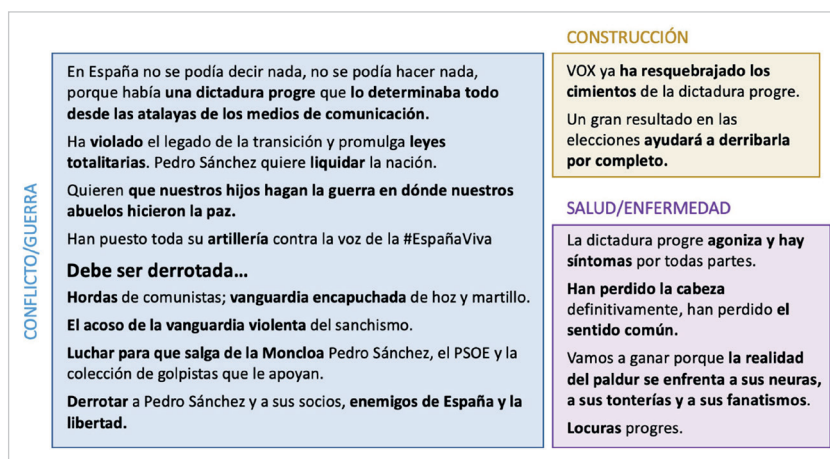 CONFLICTO/GUERRA
En España no se podía decir nada, no se podía hacer nada,
porque había una dictadura progre que lo determinaba todo
desde las atalayas de los medios de comunicación.
Ha violado el legado de la transición y promulga leyes
totalitarias. Pedro Sánchez quiere liquidar la nación.
Quieren que nuestros hijos hagan la guerra en dónde nuestros
abuelos hicieron la paz.
Han puesto toda su artillería contra la voz de la #EspañaViva
Debe ser derrotada...
Hordas de comunistas; vanguardia encapuchada de hoz y martillo.
El acoso de la vanguardia violenta del sanchismo.
Luchar para que salga de la Moncloa Pedro Sánchez, el PSOE y la
colección de golpistas que le apoyan.
Derrotar a Pedro Sánchez y a sus socios, enemigos de España y la
libertad.
CONSTRUCCIÓN
VOX ya ha resquebrajado los
cimientos de la dictadura progre.
Un gran resultado en las
elecciones ayudará a derribarla
por completo.
SALUD/ENFERMEDAD
La dictadura progre agoniza y hay
síntomas por todas partes.
Han perdido la cabeza
definitivamente, han perdido el
sentido común.
Vamos a ganar porque la realidad
del paldur se enfrenta a sus neuras,
a sus tonterías y a sus fanatismos.
Locuras progres.